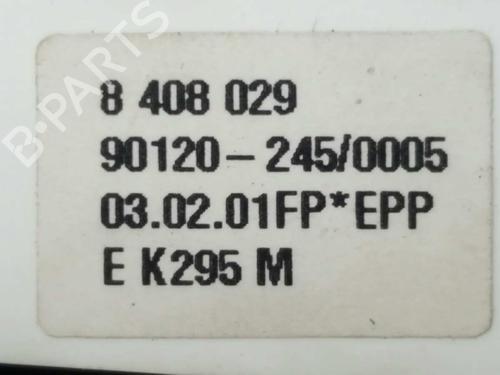 B-PARTS
8 408 029
90120-245/0005
03.02.01FP*EPP
E K295 M